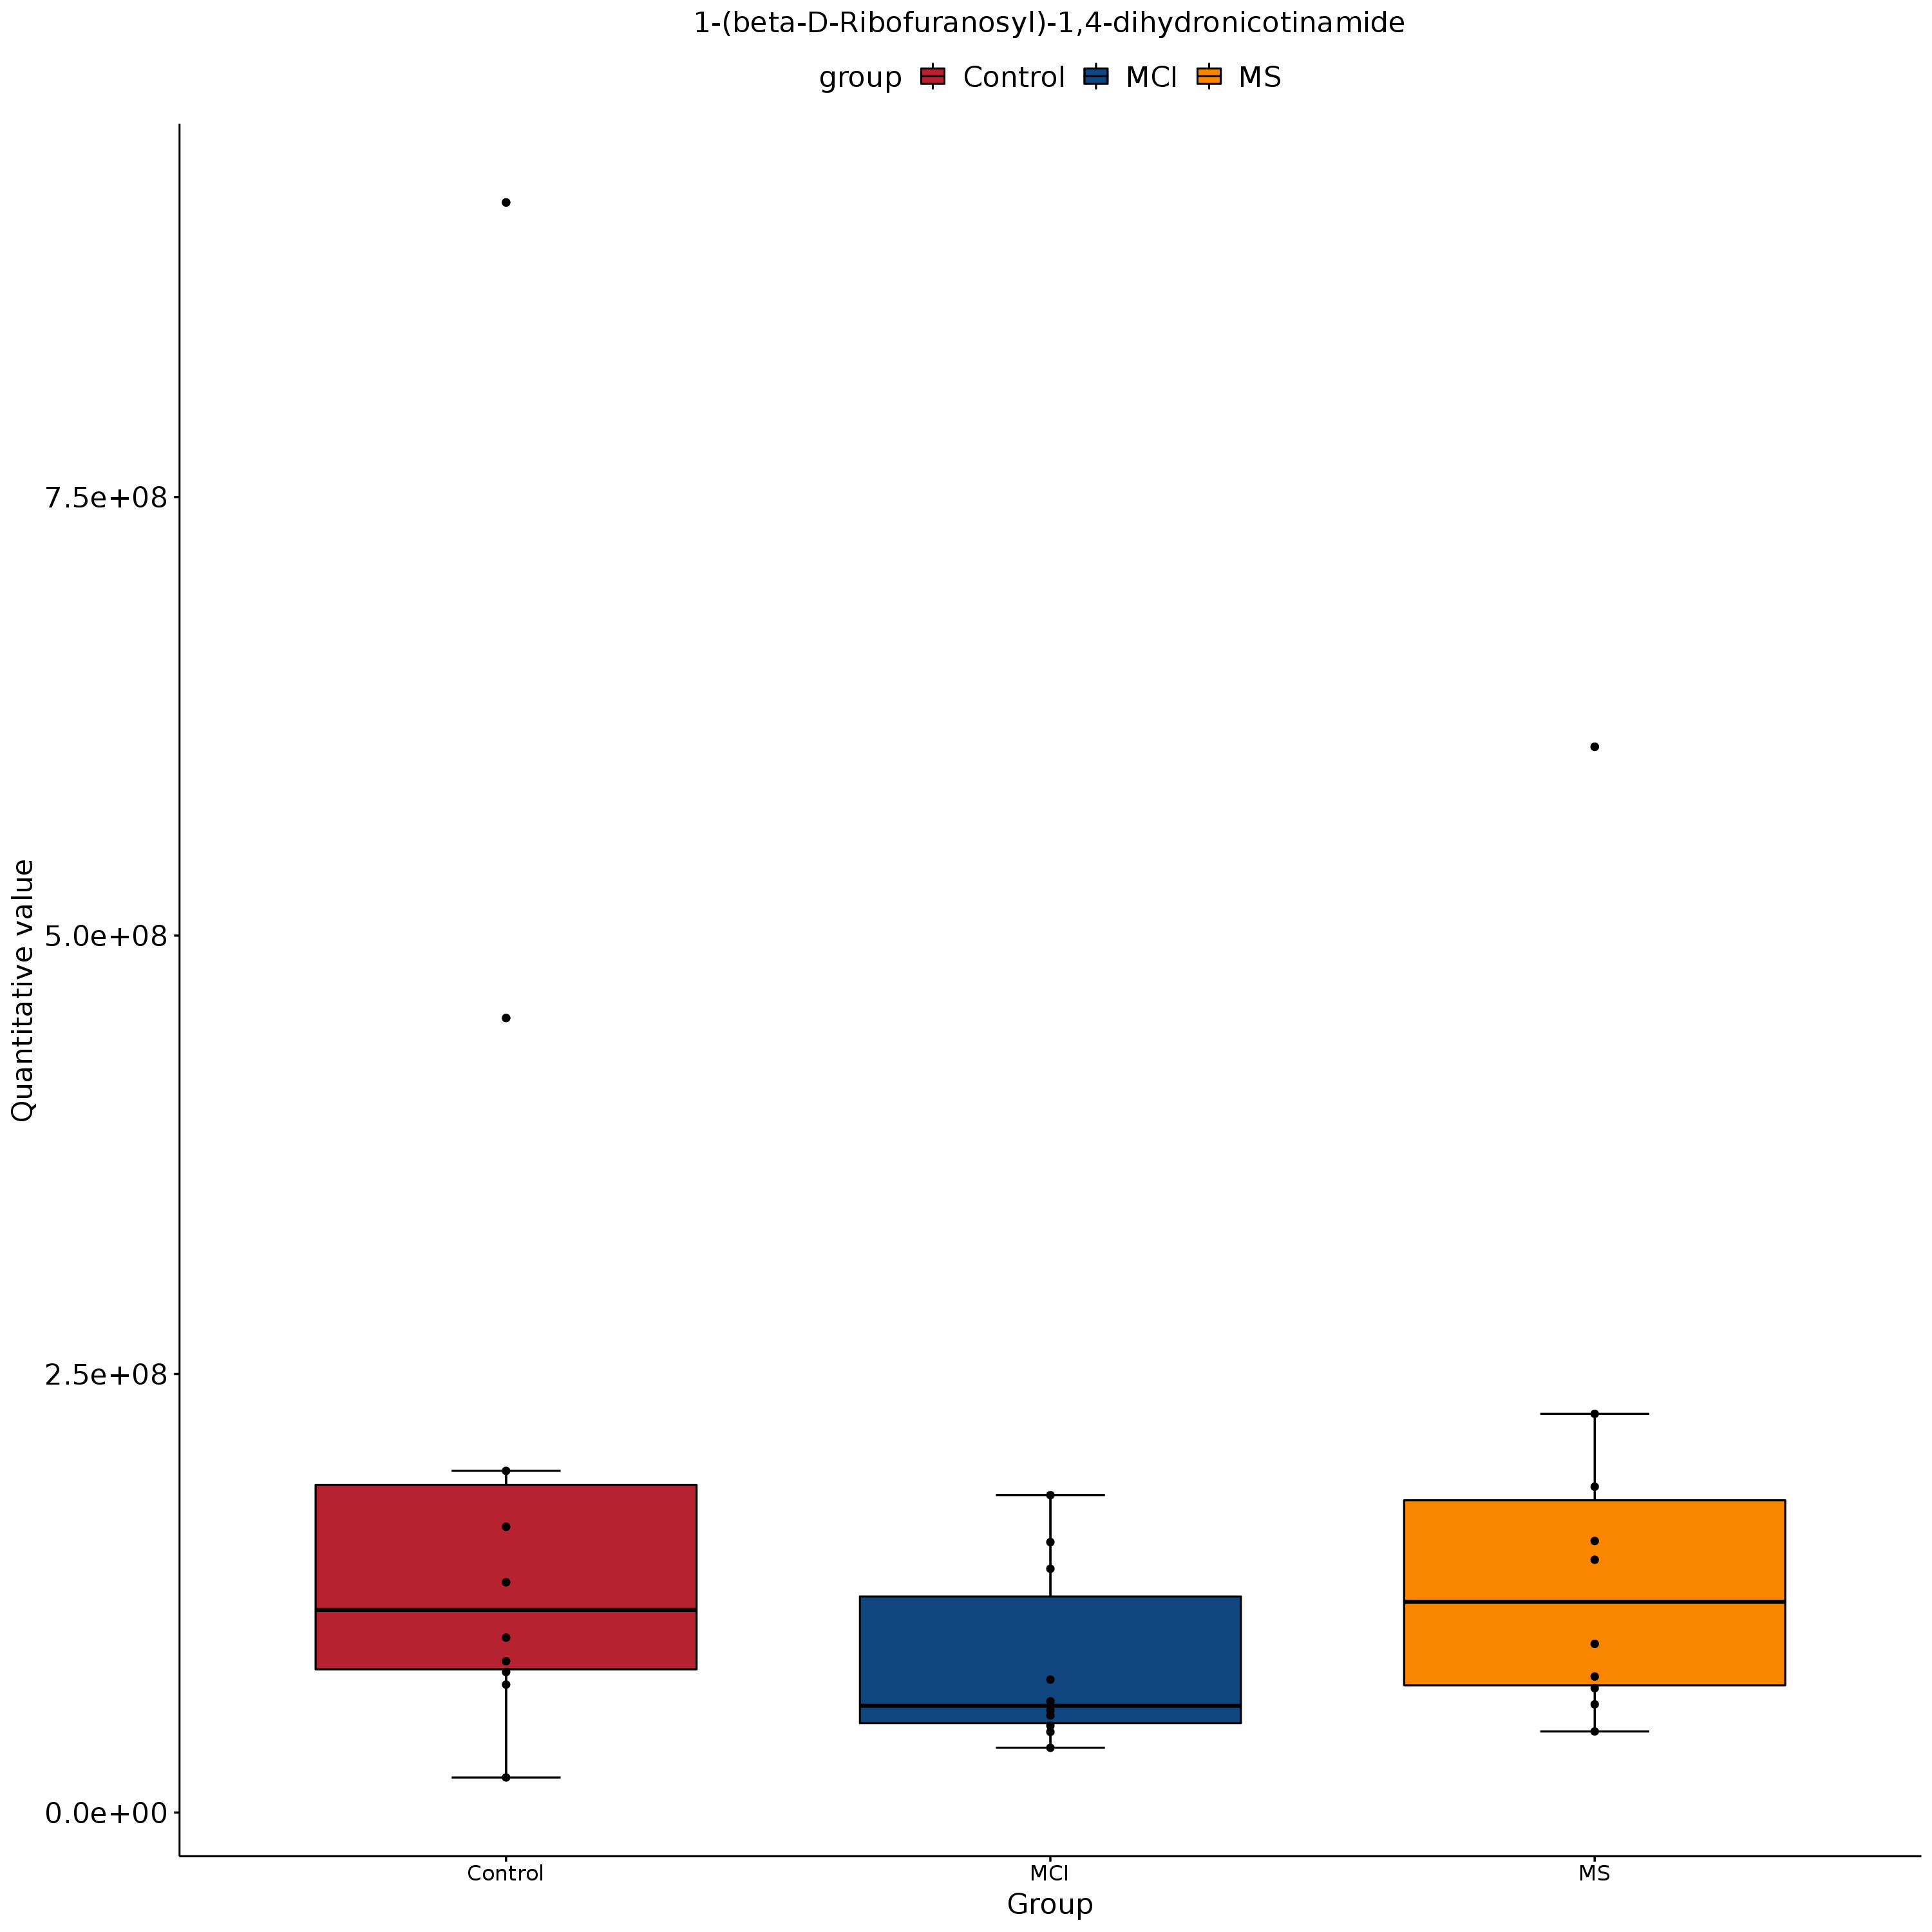 1-(beta-D-Ribofuranosyl)-1,4-dihydronicotinamide
group Control MCI MS
Quantitative value
7.5e+08
5.0e+08
2.5e+08
0.0e+00
Control MCI MS
Group